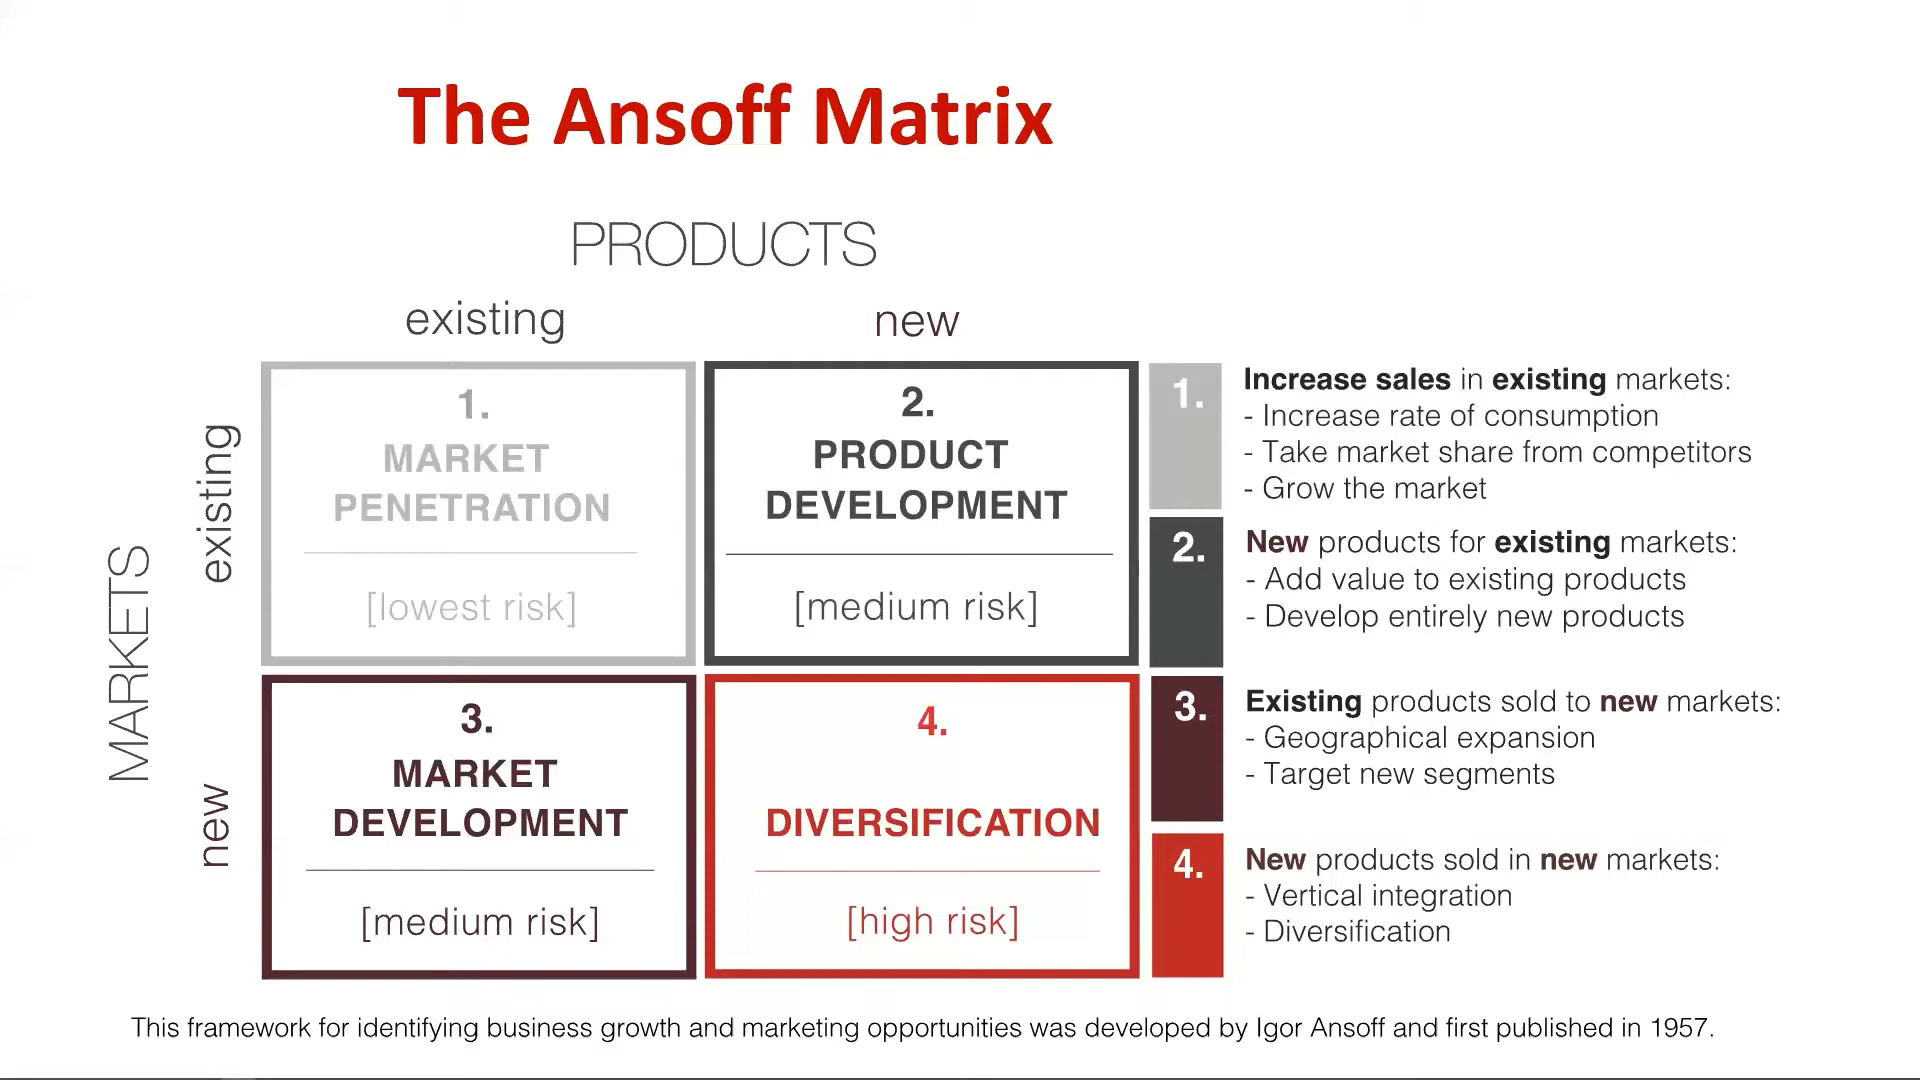 The Ansoff Matrix
PRODUCTS
existing
new
MARKETS
existing
new
1.
MARKET
PENETRATION
[lowest risk]
2.
PRODUCT
DEVELOPMENT
[medium risk]
3.
MARKET
DEVELOPMENT
[medium risk]
4.
DIVERSIFICATION
[high risk]
1.
Increase sales in existing markets:
- Increase rate of consumption
- Take market share from competitors
- Grow the market
2.
New products for existing markets:
- Add value to existing products
- Develop entirely new products
3.
Existing products sold to new markets:
- Geographical expansion
- Target new segments
4.
New products sold in new markets:
- Vertical integration
- Diversification
This framework for identifying business growth and marketing opportunities was developed by Igor Ansoff and first published in 1957.